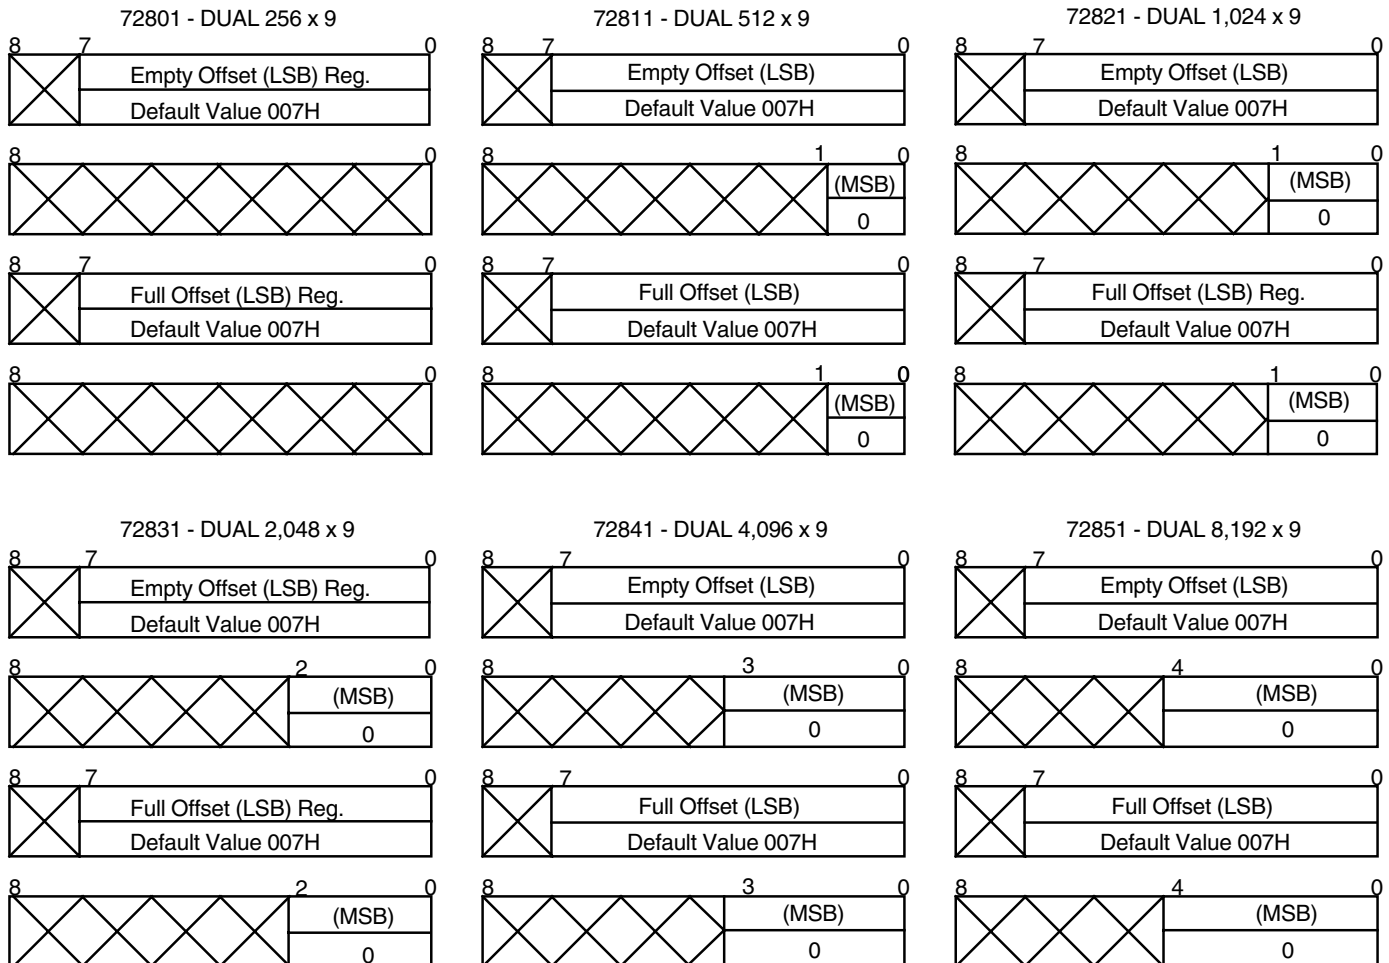 72801 - DUAL 256 x 9
8 7 0
Empty Offset (LSB) Reg.
Default Value 007H
8 0
8 7 0
Full Offset (LSB) Reg.
Default Value 007H
8 0
72811 - DUAL 512 x 9
8 7 0
Empty Offset (LSB)
Default Value 007H
8 1 0
(MSB)
0
8 7 0
Full Offset (LSB)
Default Value 007H
8 1 0
(MSB)
0
72821 - DUAL 1,024 x 9
8 7 0
Empty Offset (LSB)
Default Value 007H
8 1 0
(MSB)
0
8 7 0
Full Offset (LSB) Reg.
Default Value 007H
8 1 0
(MSB)
0
72831 - DUAL 2,048 x 9
8 7 0
Empty Offset (LSB) Reg.
Default Value 007H
8 2 0
(MSB)
0
8 7 0
Full Offset (LSB) Reg.
Default Value 007H
8 2 0
(MSB)
0
72841 - DUAL 4,096 x 9
8 7 0
Empty Offset (LSB)
Default Value 007H
8 3 0
(MSB)
0
8 7 0
Full Offset (LSB)
Default Value 007H
8 3 0
(MSB)
0
72851 - DUAL 8,192 x 9
8 7 0
Empty Offset (LSB)
Default Value 007H
8 4 0
(MSB)
0
8 7 0
Full Offset (LSB)
Default Value 007H
8 4 0
(MSB)
0